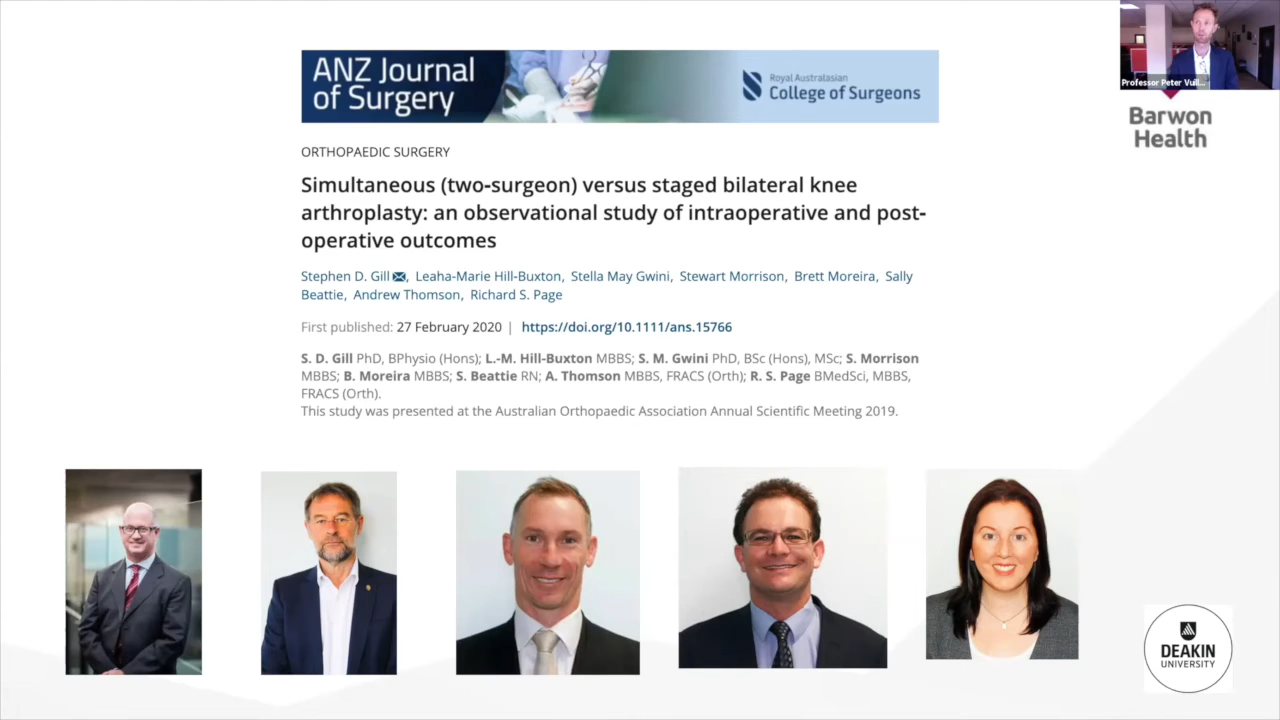 ANZ Journal
of Surgery
Royal Australasian
College of Surgeons
Professor Peter Vuil...
Barwon
Health
ORTHOPAEDIC SURGERY
Simultaneous (two-surgeon) versus staged bilateral knee
arthroplasty: an observational study of intraoperative and post-
operative outcomes
Stephen D. Gill, Leaha-Marie Hill-Buxton, Stella May Gwini, Stewart Morrison, Brett Moreira, Sally
Beattie, Andrew Thomson, Richard S. Page
First published: 27 February 2020 | https://doi.org/10.1111/ans.15766
S. D. Gill PhD, BPhysio (Hons); L.-M. Hill-Buxton MBBS; S. M. Gwini PhD, BSc (Hons), MSc; S. Morrison
MBBS; B. Moreira MBBS; S. Beattie RN; A. Thomson MBBS, FRACS (Orth); R. S. Page BMedSci, MBBS,
FRACS (Orth).
This study was presented at the Australian Orthopaedic Association Annual Scientific Meeting 2019.
DEAKIN
UNIVERSITY